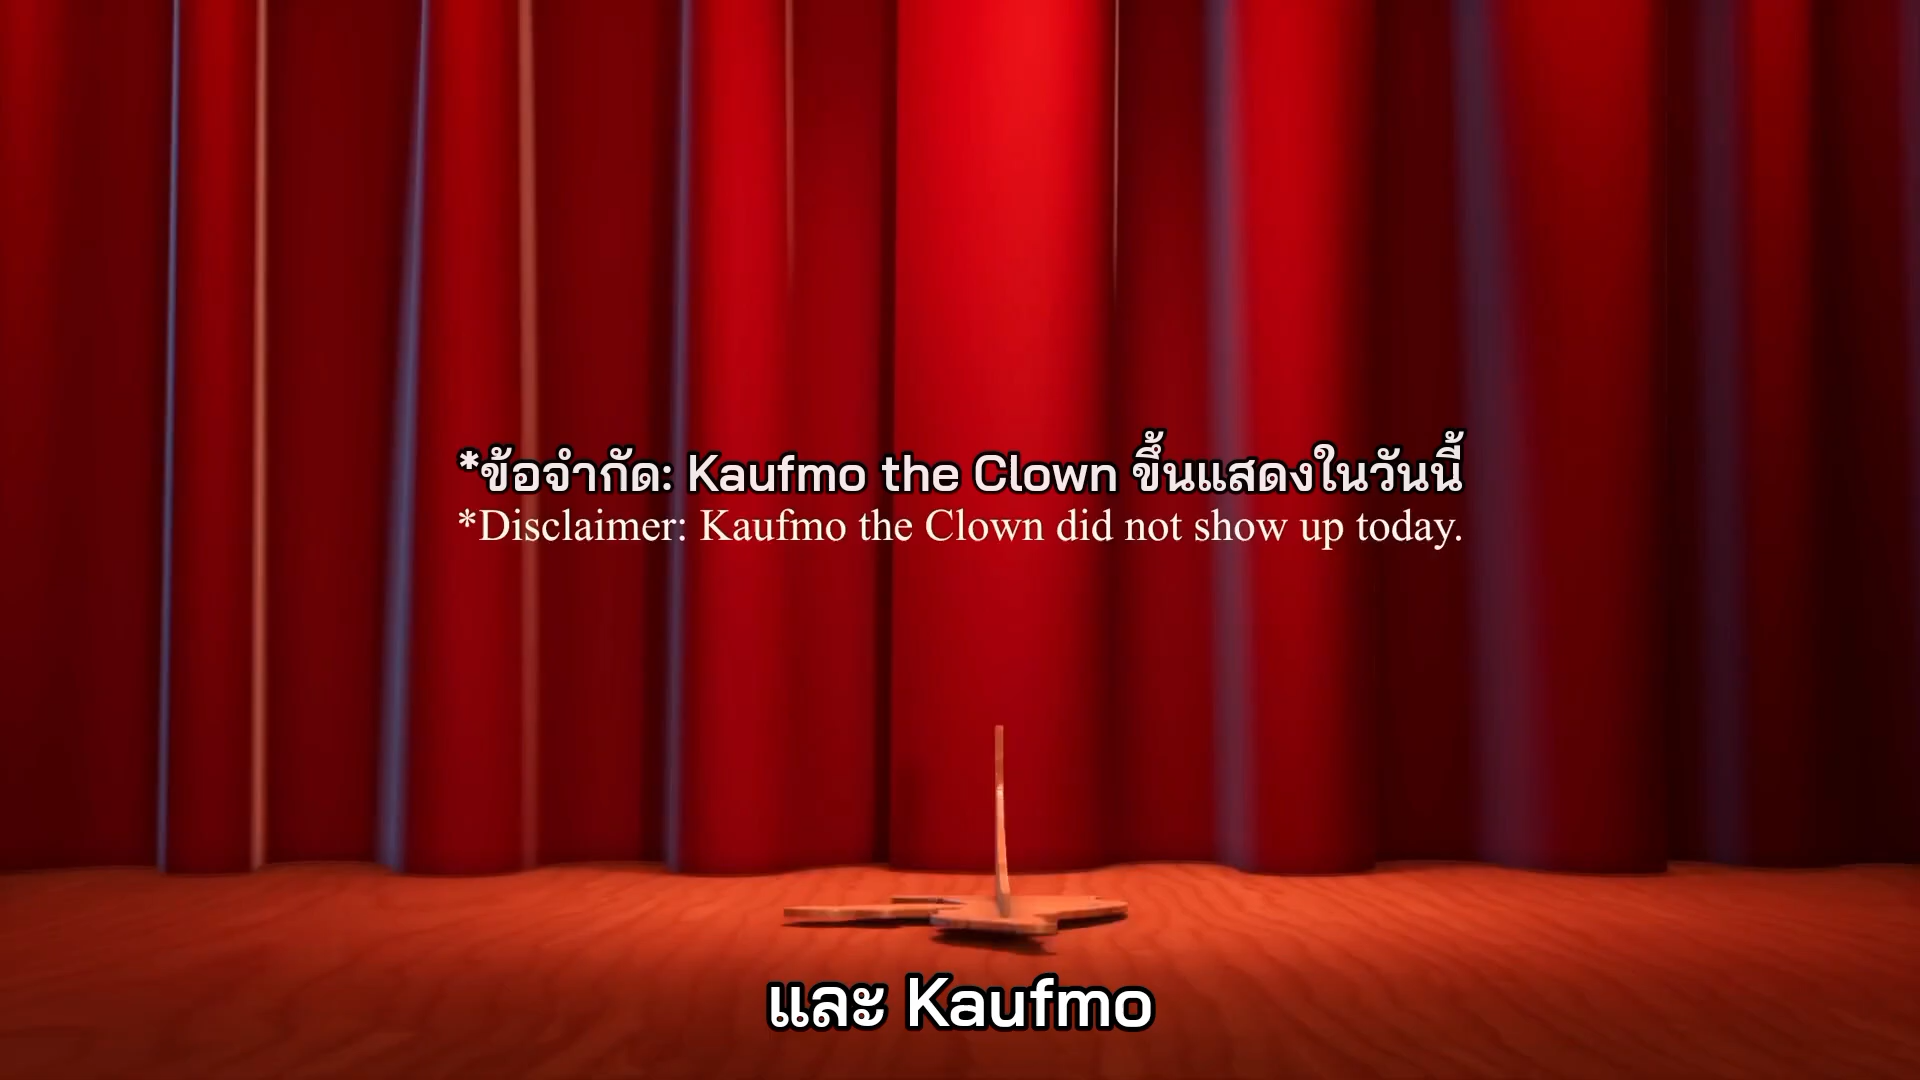 *ข้อจำกัด: Kaufmo the Clown ขึ้นแสดงในวันนี้
*Disclaimer: Kaufmo the Clown did not show up today.
และ Kaufmo